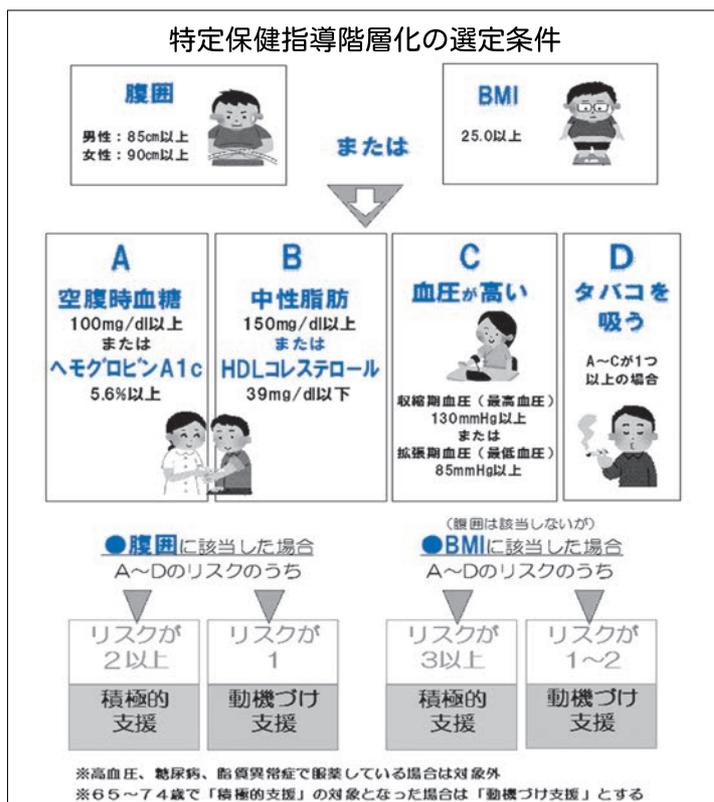 特定保健指導階層化の選定条件
腹囲
男性：85cm以上
女性：90cm以上
または
BMI
25.0以上
A
空腹時血糖
100mg/dl以上
または
ヘモグロビンA1c
5.6%以上
B
中性脂肪
150mg/dl以上
または
HDLコレステロール
39mg/dl以下
C
血圧が高い
収縮期血圧（最高血圧）
130mmHg以上
または
拡張期血圧（最低血圧）
85mmHg以上
D
タバコを
吸う
A～Cが1つ
以上の場合
●腹囲に該当した場合
A～Dのリスクのうち
リスクが
2以上
積極的
支援
リスクが
1
動機づけ
支援
（腹囲は該当しないが）
●BMIに該当した場合
A～Dのリスクのうち
リスクが
3以上
積極的
支援
リスクが
1～2
動機づけ
支援
※高血圧、糖尿病、脂質異常症で服薬している場合は対象外
※65～74歳で「積極的支援」の対象となった場合は「動機づけ支援」とする